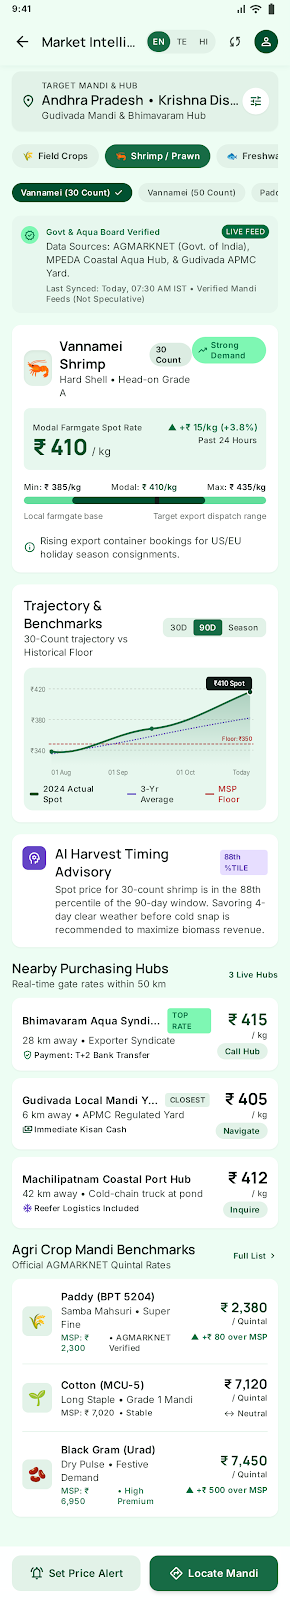 9:41
Market Intelli...
EN TE HI
TARGET MANDI & HUB
Andhra Pradesh • Krishna Dis...
Gudivada Mandi & Bhimavaram Hub
Field Crops
Shrimp / Prawn
Freshwa
Vannamei (30 Count)
Vannamei (50 Count)
Padd
Govt & Aqua Board Verified
LIVE FEED
Data Sources: AGMARKNET (Govt. of India),
MPEDA Coastal Aqua Hub, & Gudivada APMC
Yard.
Last Synced: Today, 07:30 AM IST • Verified Mandi
Feeds (Not Speculative)
Vannamei
Shrimp
30
Count
Strong
Demand
Hard Shell • Head-on Grade
A
Modal Farmgate Spot Rate
₹ 410 / kg
▲ +₹ 15/kg (+3.8%)
Past 24 Hours
Min: ₹ 385/kg
Modal: ₹ 410/kg
Max: ₹ 435/kg
Local farmgate base
Target export dispatch range
Rising export container bookings for US/EU
holiday season consignments.
Trajectory &
Benchmarks
30-Count trajectory vs
Historical Floor
30D 90D Season
₹410 Spot
₹420
₹380
₹340
Floor: ₹350
01 Aug
01 Sep
01 Oct
Today
2024 Actual
Spot
3-Yr
Average
MSP
Floor
AI Harvest Timing
Advisory
88th
%TILE
Spot price for 30-count shrimp is in the 88th
percentile of the 90-day window. Savoring 4-
day clear weather before cold snap is
recommended to maximize biomass revenue.
Nearby Purchasing Hubs
Real-time gate rates within 50 km
3 Live Hubs
Bhimavaram Aqua Syndi...
TOP
RATE
28 km away • Exporter Syndicate
Payment: T+2 Bank Transfer
₹ 415
/ kg
Call Hub
Gudivada Local Mandi Y...
CLOSEST
6 km away • APMC Regulated Yard
Immediate Kisan Cash
₹ 405
/ kg
Navigate
Machilipatnam Coastal Port Hub
42 km away • Cold-chain truck at pond
Reefer Logistics Included
₹ 412
/ kg
Inquire
Agri Crop Mandi Benchmarks
Official AGMARKNET Quintal Rates
Full List
Paddy (BPT 5204)
Samba Mahsuri • Super
Fine
MSP: ₹
2,300
• AGMARKNET
Verified
₹ 2,380
/ Quintal
▲ +₹ 80 over MSP
Cotton (MCU-5)
Long Staple • Grade 1 Mandi
MSP: ₹ 7,020 • Stable
₹ 7,120
/ Quintal
↔ Neutral
Black Gram (Urad)
Dry Pulse • Festive
Demand
MSP: ₹
6,950
• High
Premium
₹ 7,450
/ Quintal
▲ +₹ 500 over MSP
Set Price Alert
Locate Mandi